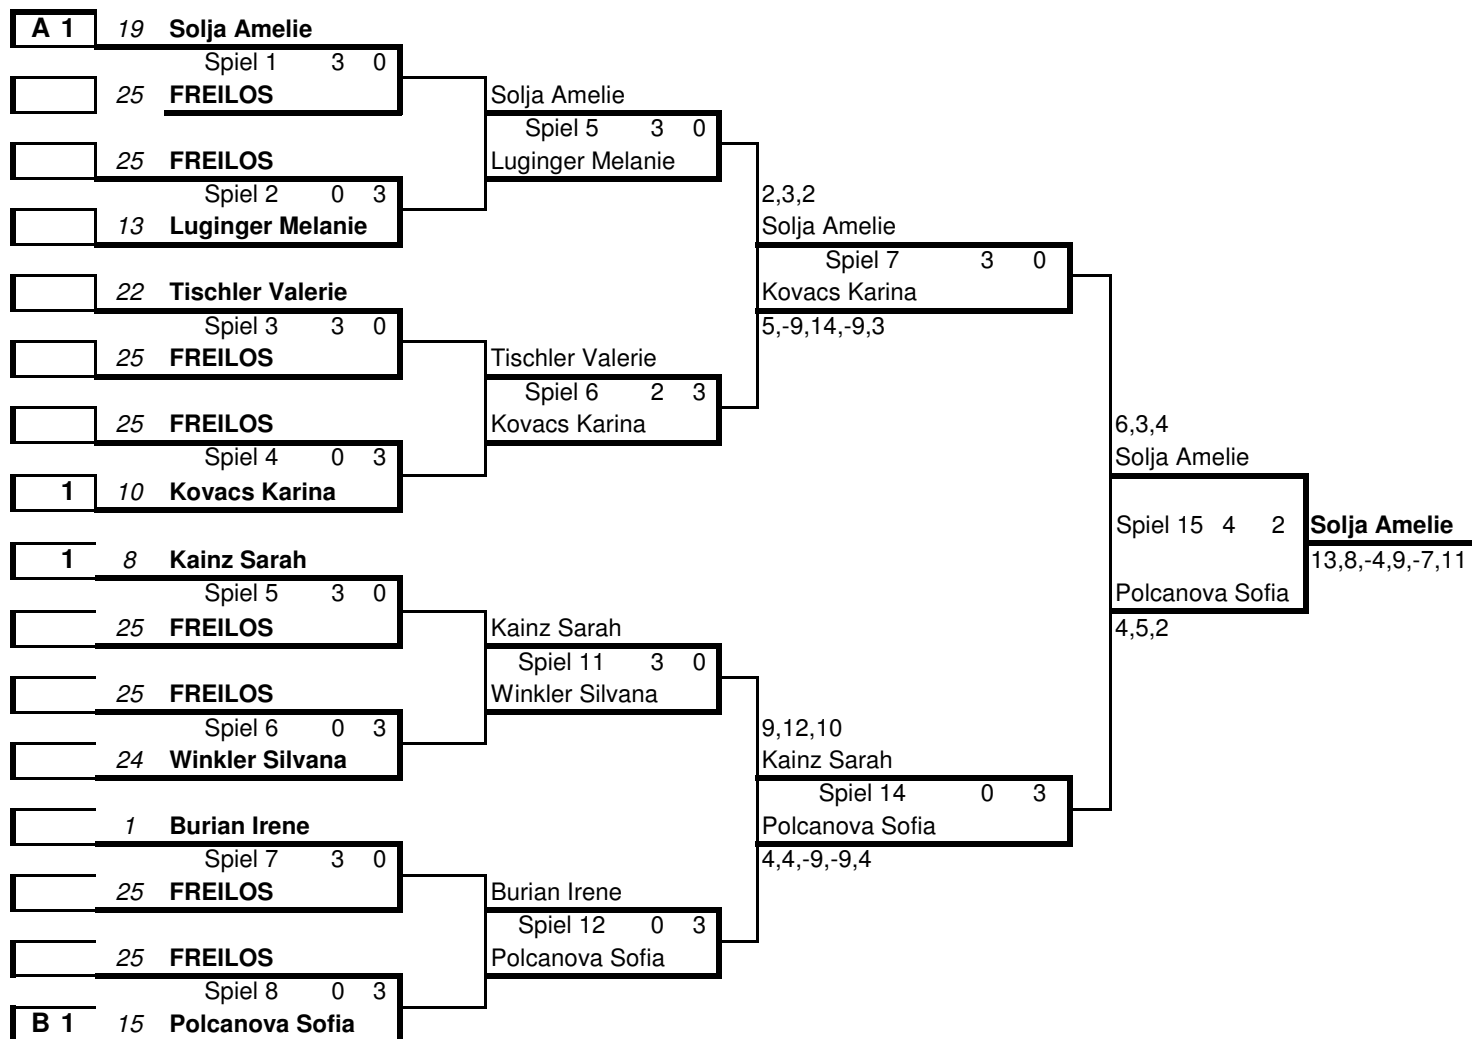 A 1 19 Solja Amelie
Spiel 1 3 0
25 FREILOS
25 FREILOS
Spiel 2 0 3
13 Luginger Melanie
22 Tischler Valerie
Spiel 3 3 0
25 FREILOS
25 FREILOS
Spiel 4 0 3
1 10 Kovacs Karina
1 8 Kainz Sarah
Spiel 5 3 0
25 FREILOS
25 FREILOS
Spiel 6 0 3
24 Winkler Silvana
1 Burian Irene
Spiel 7 3 0
25 FREILOS
25 FREILOS
Spiel 8 0 3
B 1 15 Polcanova Sofia
Solja Amelie
Spiel 5 3 0
Luginger Melanie
Tischler Valerie
Spiel 6 2 3
Kovacs Karina
Kainz Sarah
Spiel 11 3 0
Winkler Silvana
Burian Irene
Spiel 12 0 3
Polcanova Sofia
2,3,2
Solja Amelie
Spiel 7 3 0
Kovacs Karina
5,-9,14,-9,3
9,12,10
Kainz Sarah
Spiel 14 0 3
Polcanova Sofia
4,4,-9,-9,4
6,3,4
Solja Amelie
Spiel 15 4 2
Polcanova Sofia
4,5,2
Solja Amelie
13,8,-4,9,-7,11